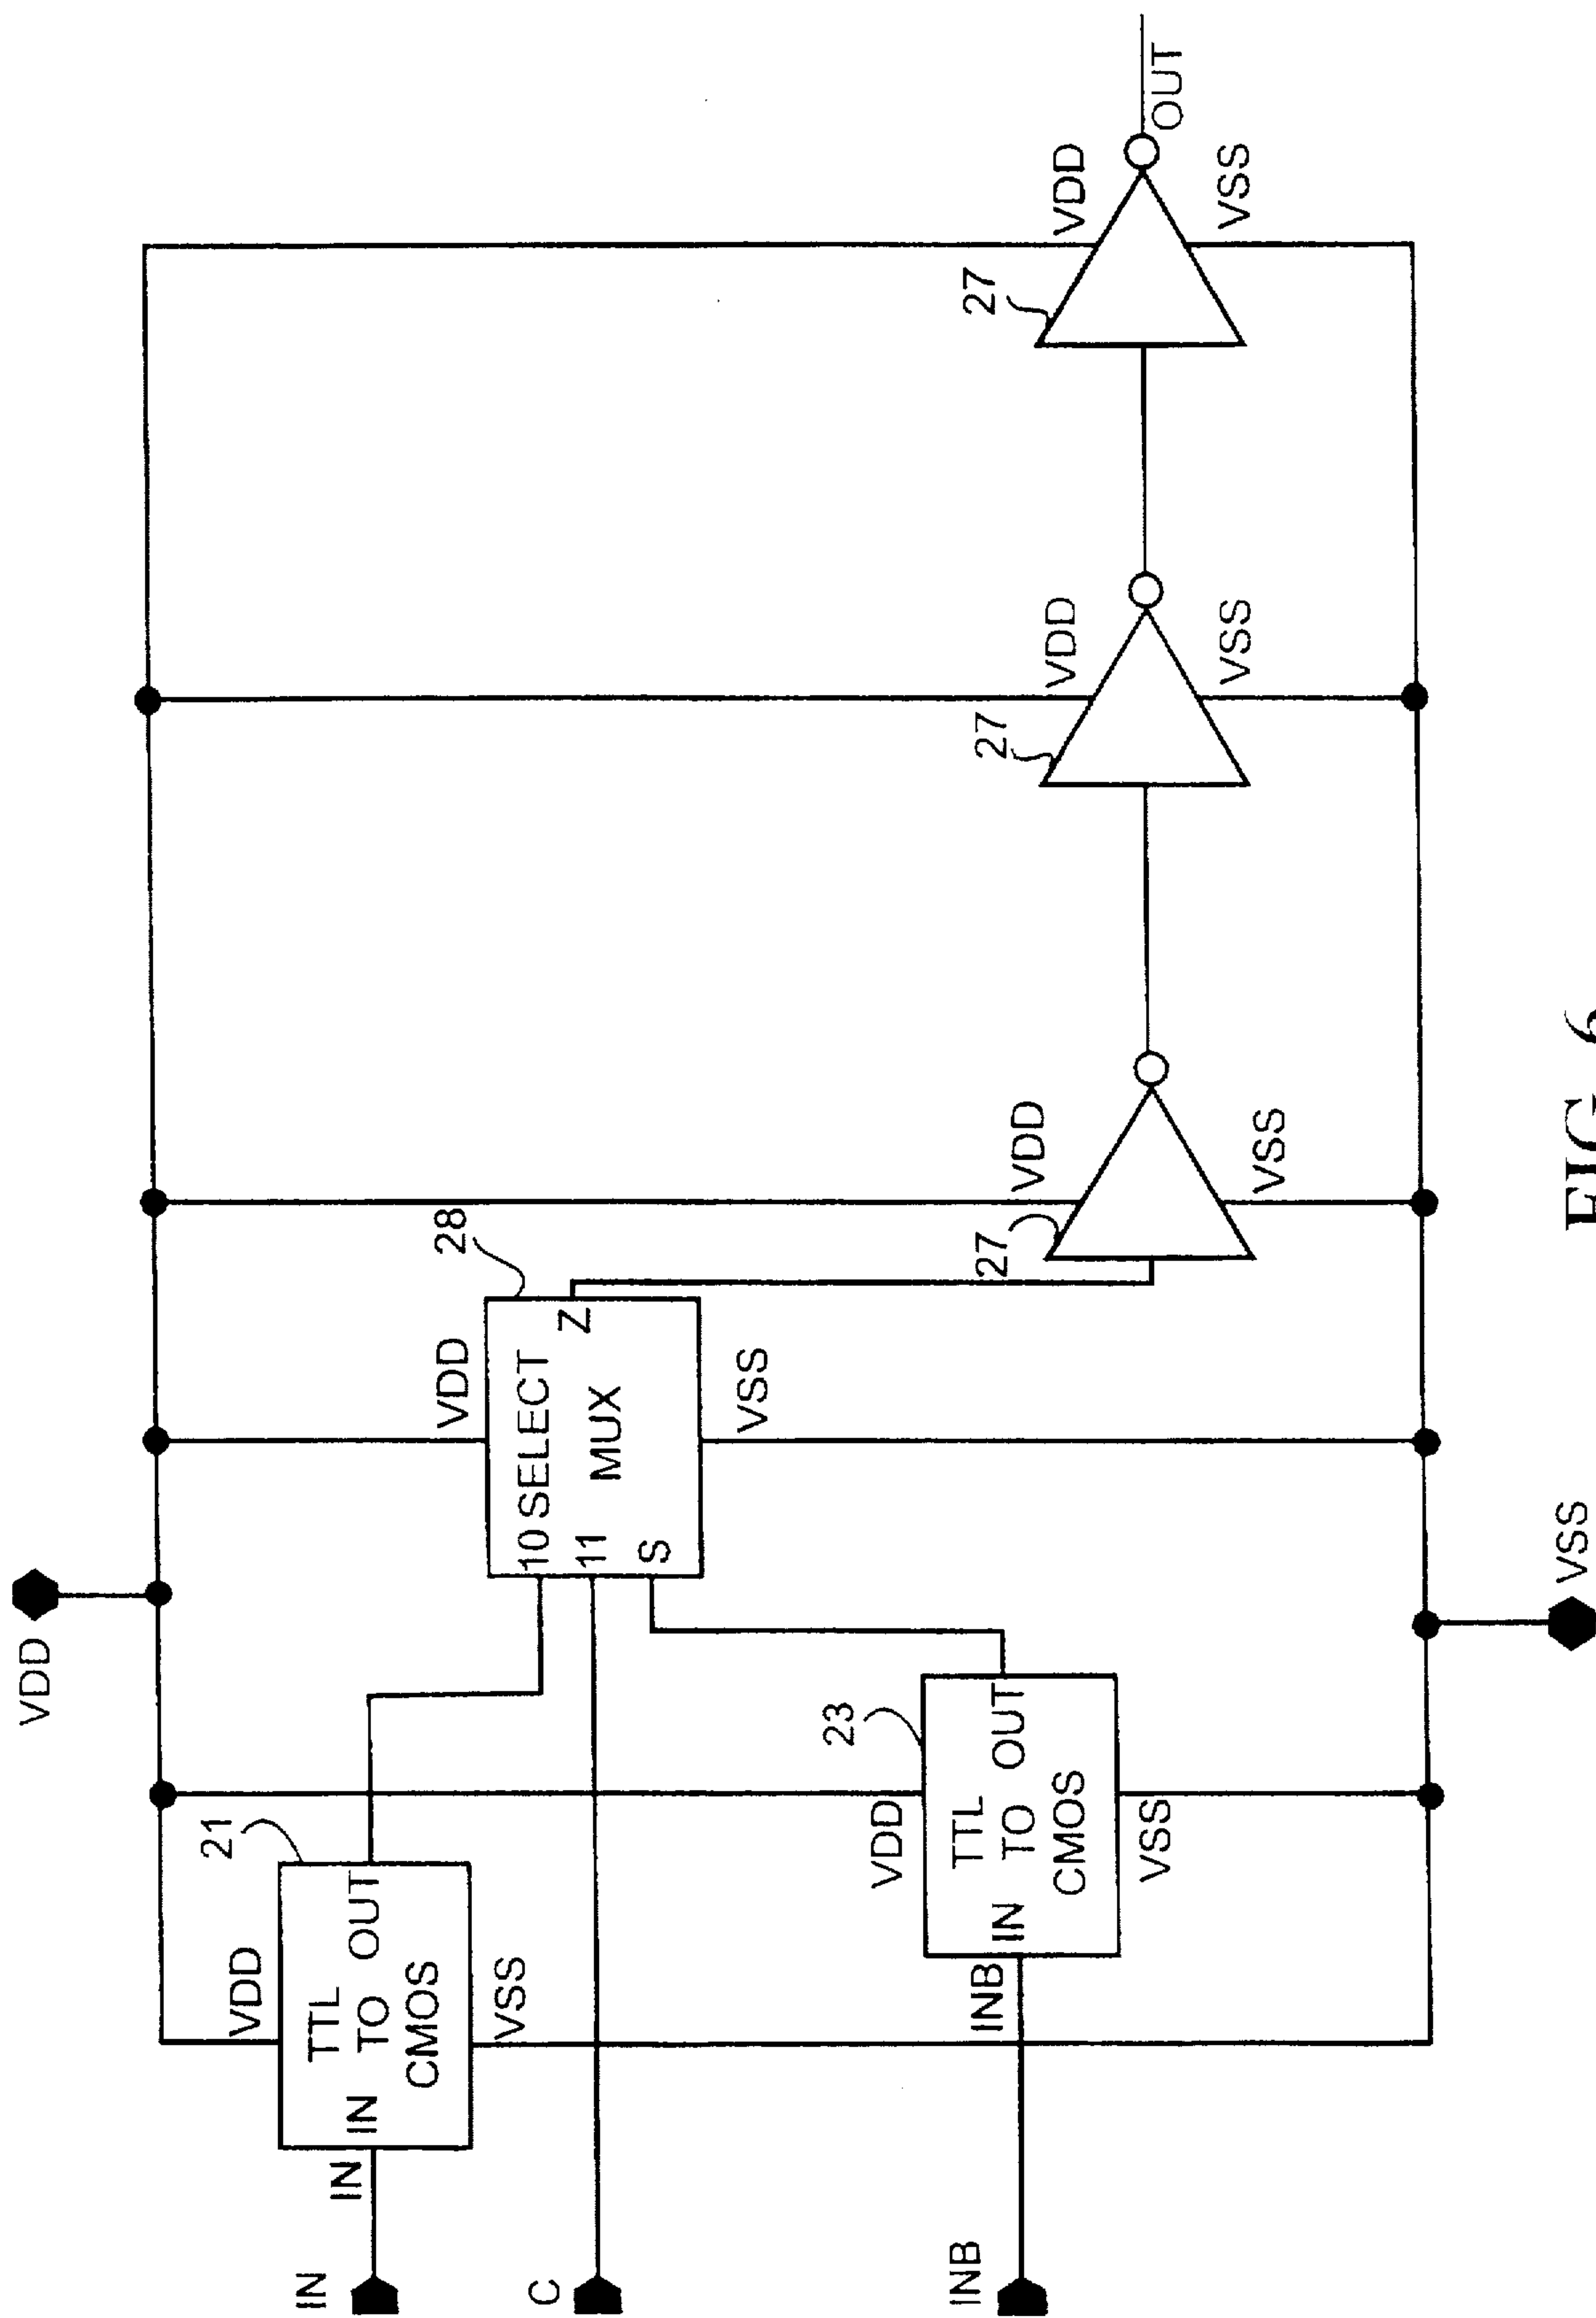 VDD
IN
IN
VDD
21
TTL
IN
TO
OUT
CMOS
VSS
C
VDD
28
10 SELECT
11
MUX
Z
S
VSS
INB
INB
VDD
23
TTL
IN
TO
OUT
CMOS
VSS
27
VDD
VSS
27
VDD
VSS
27
VDD
VSS
OUT
VSS
FIG. 6